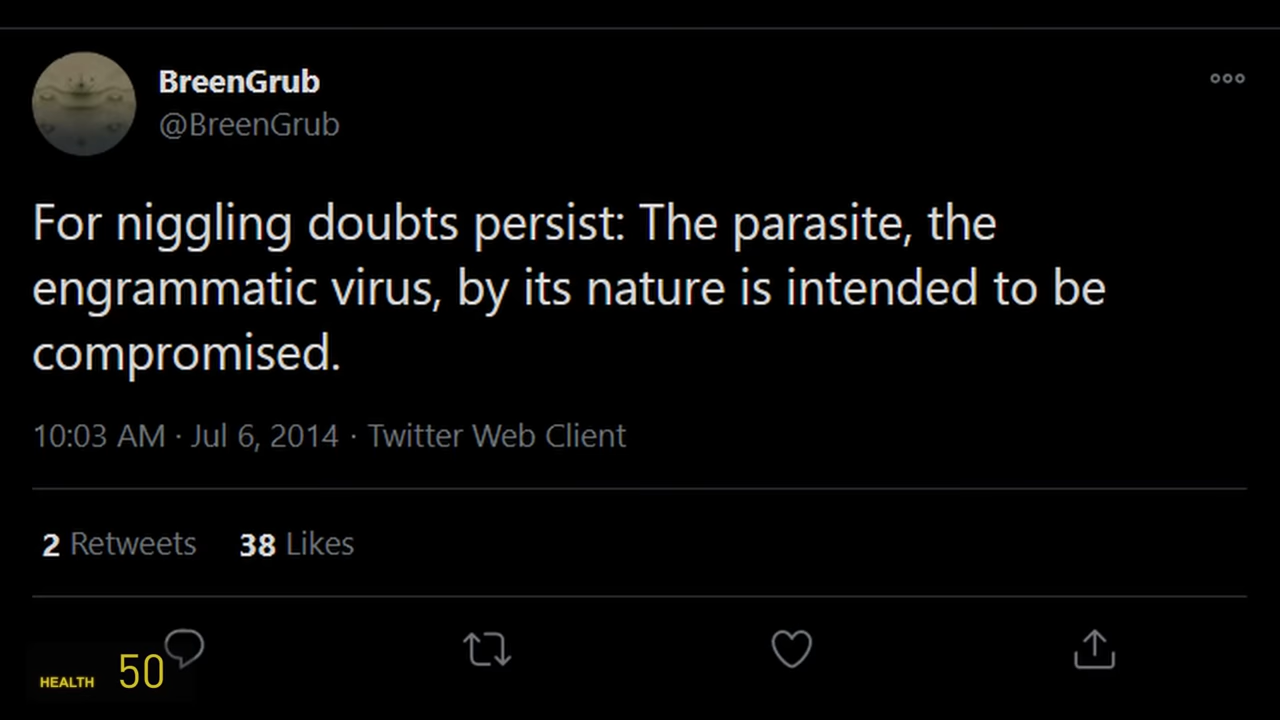 BreenGrub
@BreenGrub
For niggling doubts persist: The parasite, the
engrammatic virus, by its nature is intended to be
compromised.
10:03 AM · Jul 6, 2014 · Twitter Web Client
2 Retweets 38 Likes
HEALTH 50